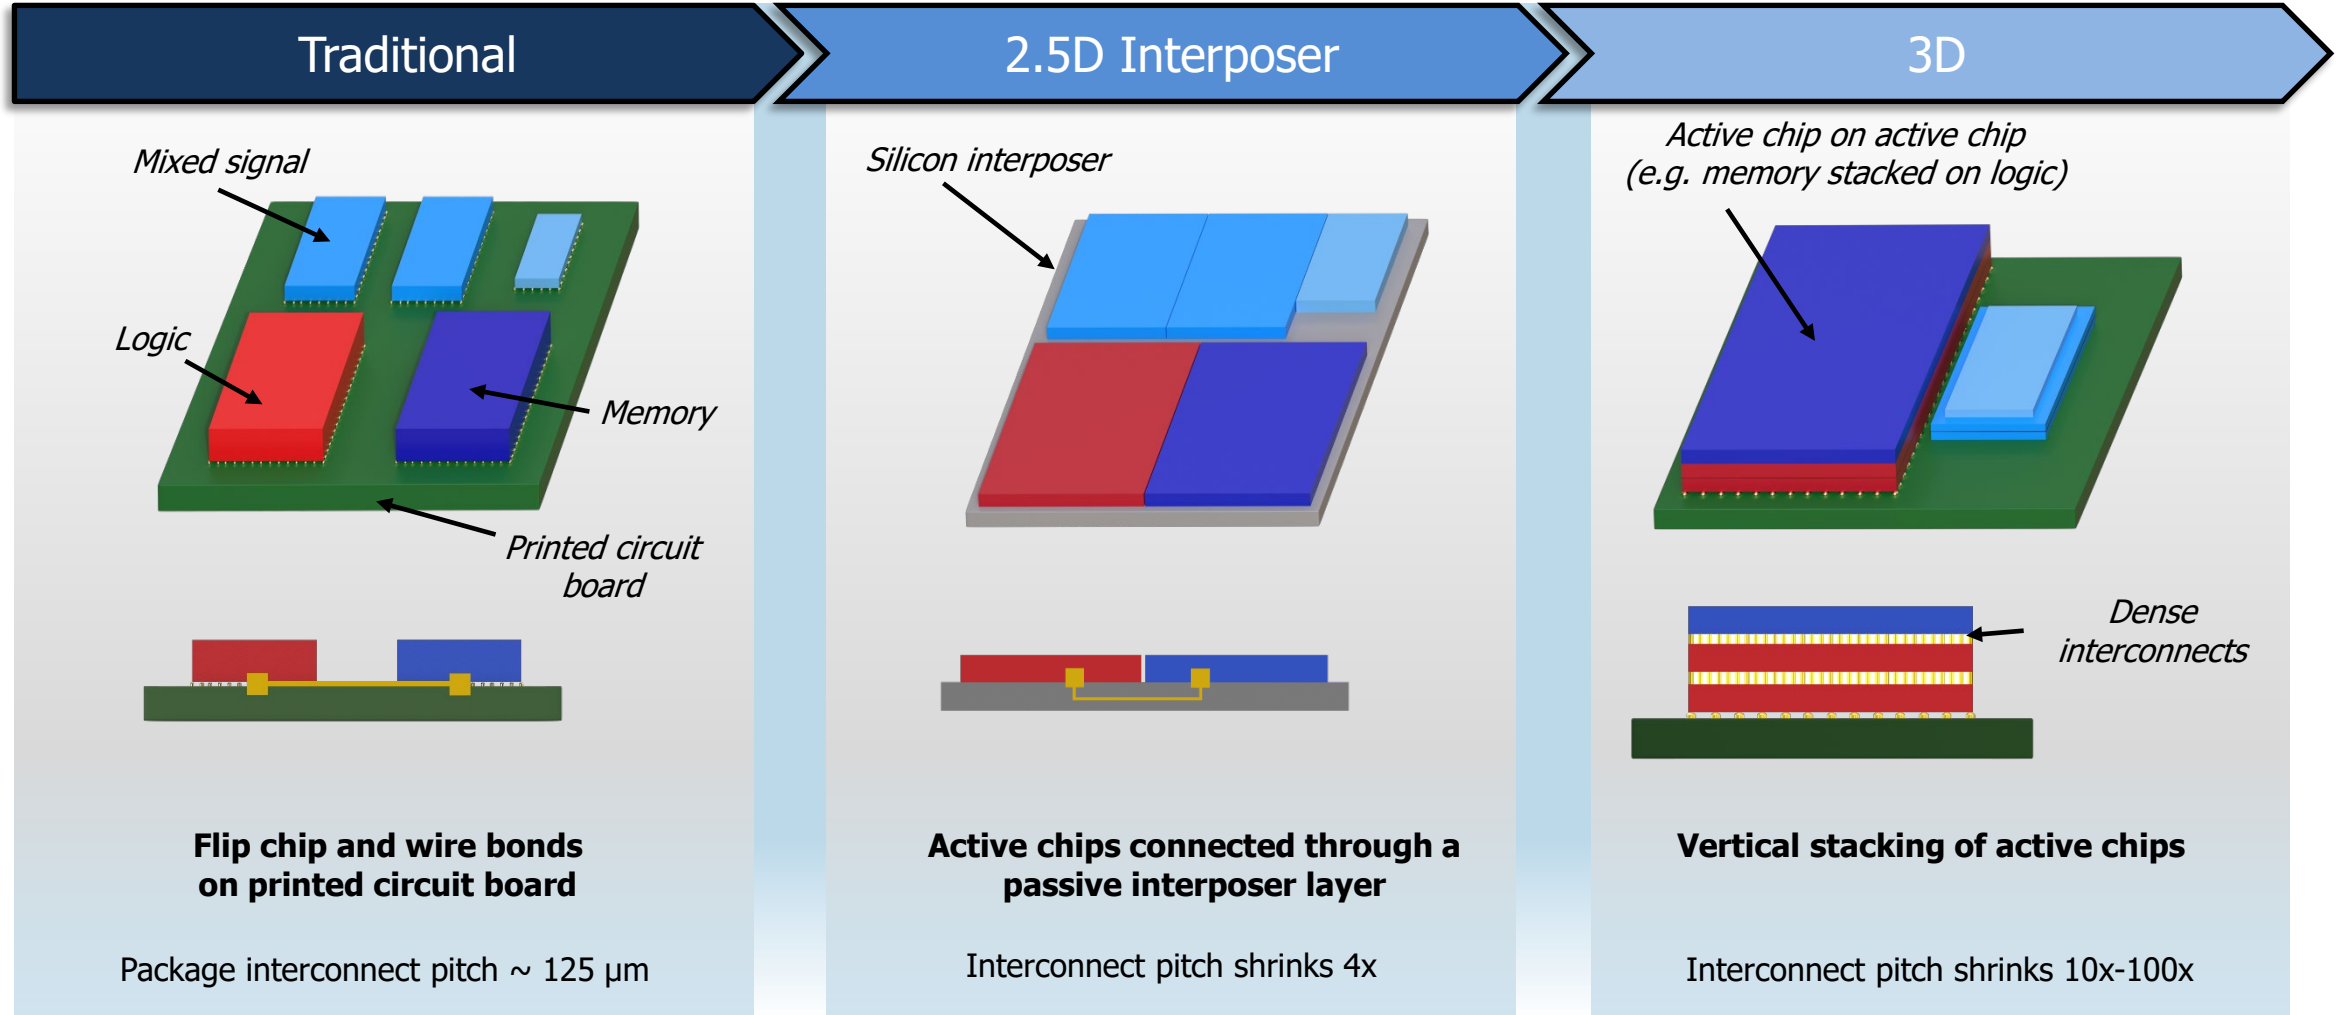 Traditional
2.5D Interposer
3D
Mixed signal
Logic
Memory
Printed circuit
board
Flip chip and wire bonds
on printed circuit board
Package interconnect pitch ~ 125 µm
Silicon interposer
Active chips connected through a
passive interposer layer
Interconnect pitch shrinks 4x
Active chip on active chip
(e.g. memory stacked on logic)
Dense
interconnects
Vertical stacking of active chips
Interconnect pitch shrinks 10x-100x